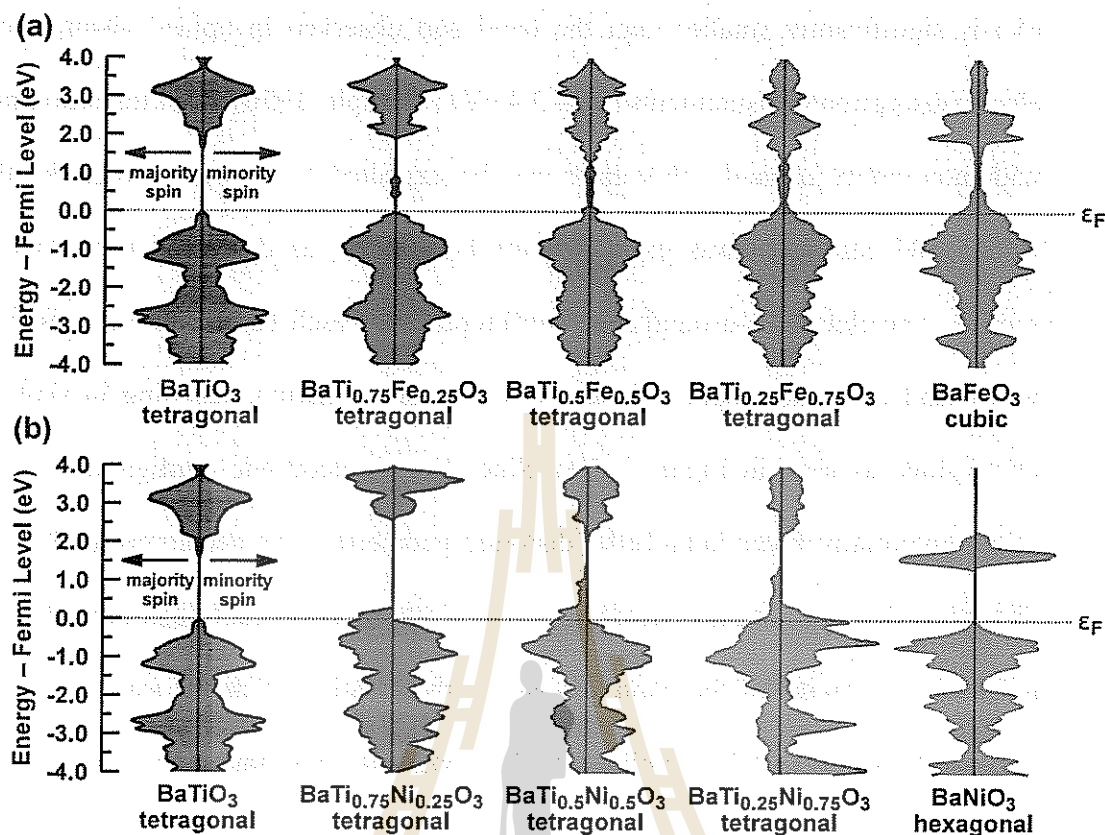 (a)
Energy – Fermi Level (eV)
4.0
3.0
2.0
1.0
0.0
-1.0
-2.0
-3.0
-4.0
majority spin
minority spin
εF
BaTiO3
tetragonal
BaTi0.75Fe0.25O3
tetragonal
BaTi0.5Fe0.5O3
tetragonal
BaTi0.25Fe0.75O3
tetragonal
BaFeO3
cubic
(b)
Energy – Fermi Level (eV)
4.0
3.0
2.0
1.0
0.0
-1.0
-2.0
-3.0
-4.0
majority spin
minority spin
εF
BaTiO3
tetragonal
BaTi0.75Ni0.25O3
tetragonal
BaTi0.5Ni0.5O3
tetragonal
BaTi0.25Ni0.75O3
tetragonal
BaNiO3
hexagonal